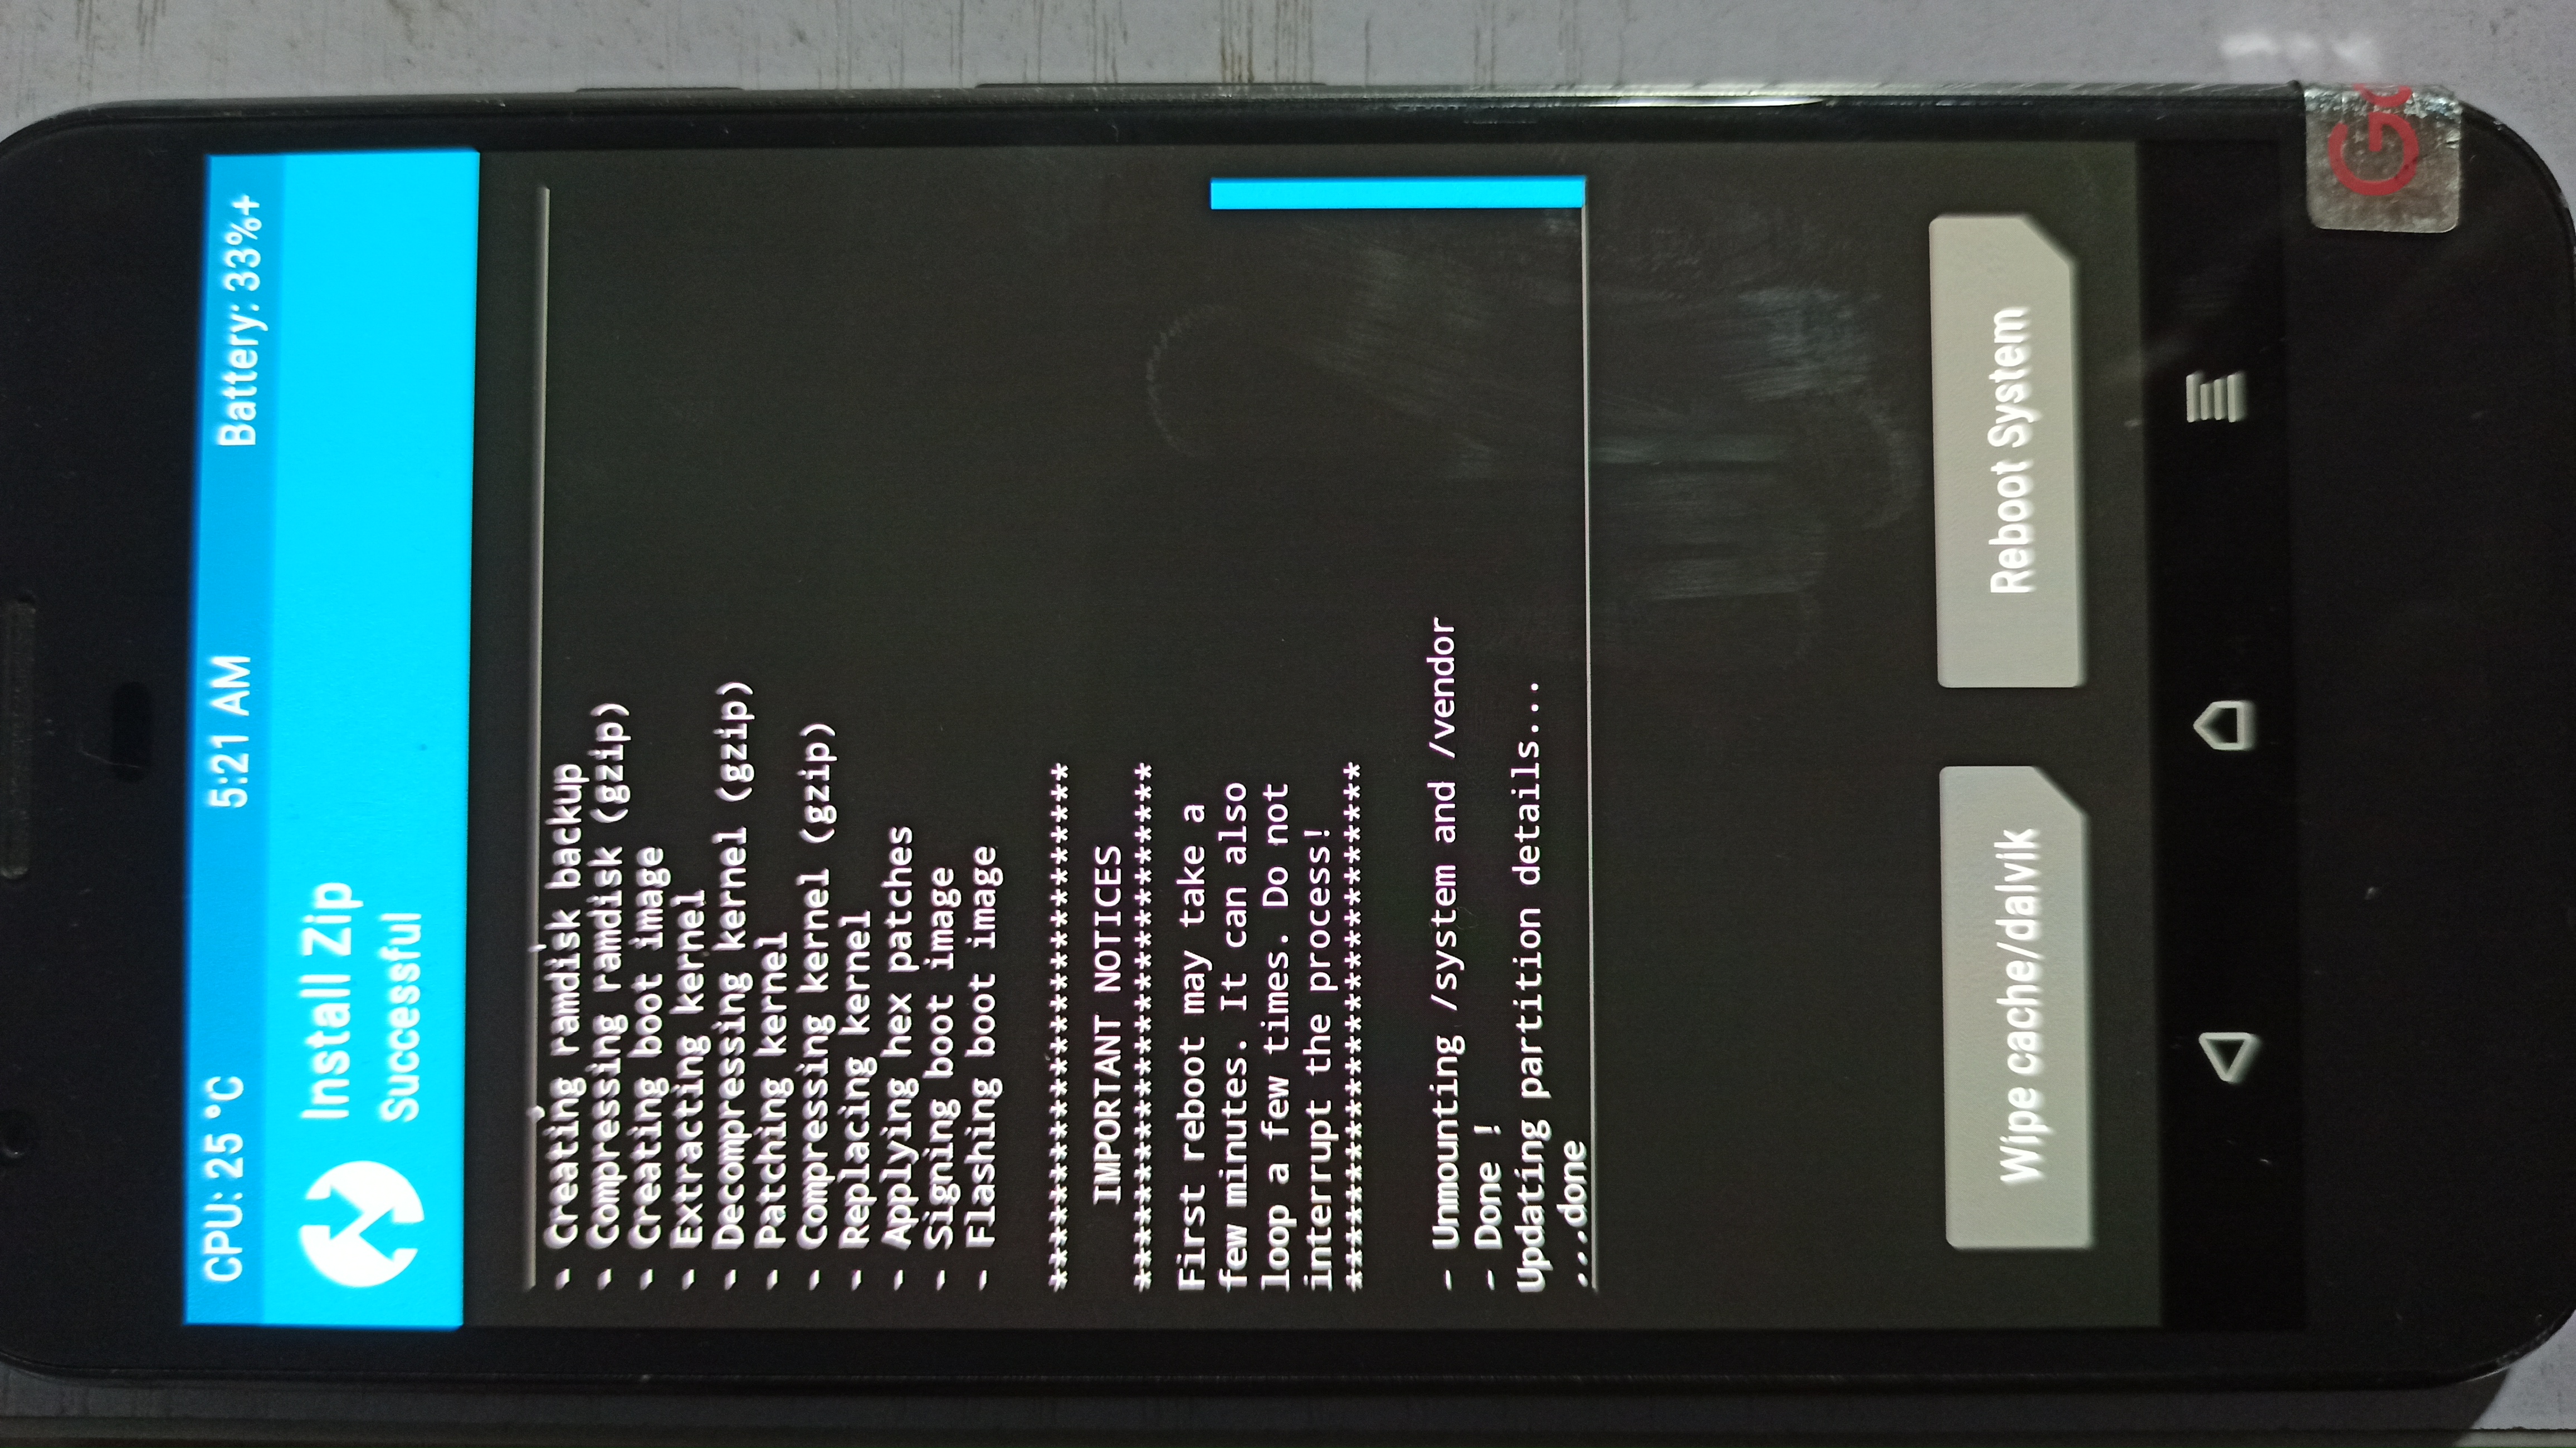 CPU: 25 °C 5:21 AM Battery: 33%+
Install Zip
Successful
- Creating ramdisk backup
- Compressing ramdisk (gzip)
- Creating boot image
- Extracting kernel
- Decompressing kernel (gzip)
- Patching kernel
- Compressing kernel (gzip)
- Replacing kernel
- Applying hex patches
- Signing boot image
- Flashing boot image
*************************
IMPORTANT NOTICES
*************************
First reboot may take a
few minutes. It can also
loop a few times. Do not
interrupt the process!
*************************
- Unmounting /system and /vendor
- Done !
Updating partition details...
...done
Wipe cache/dalvik Reboot System